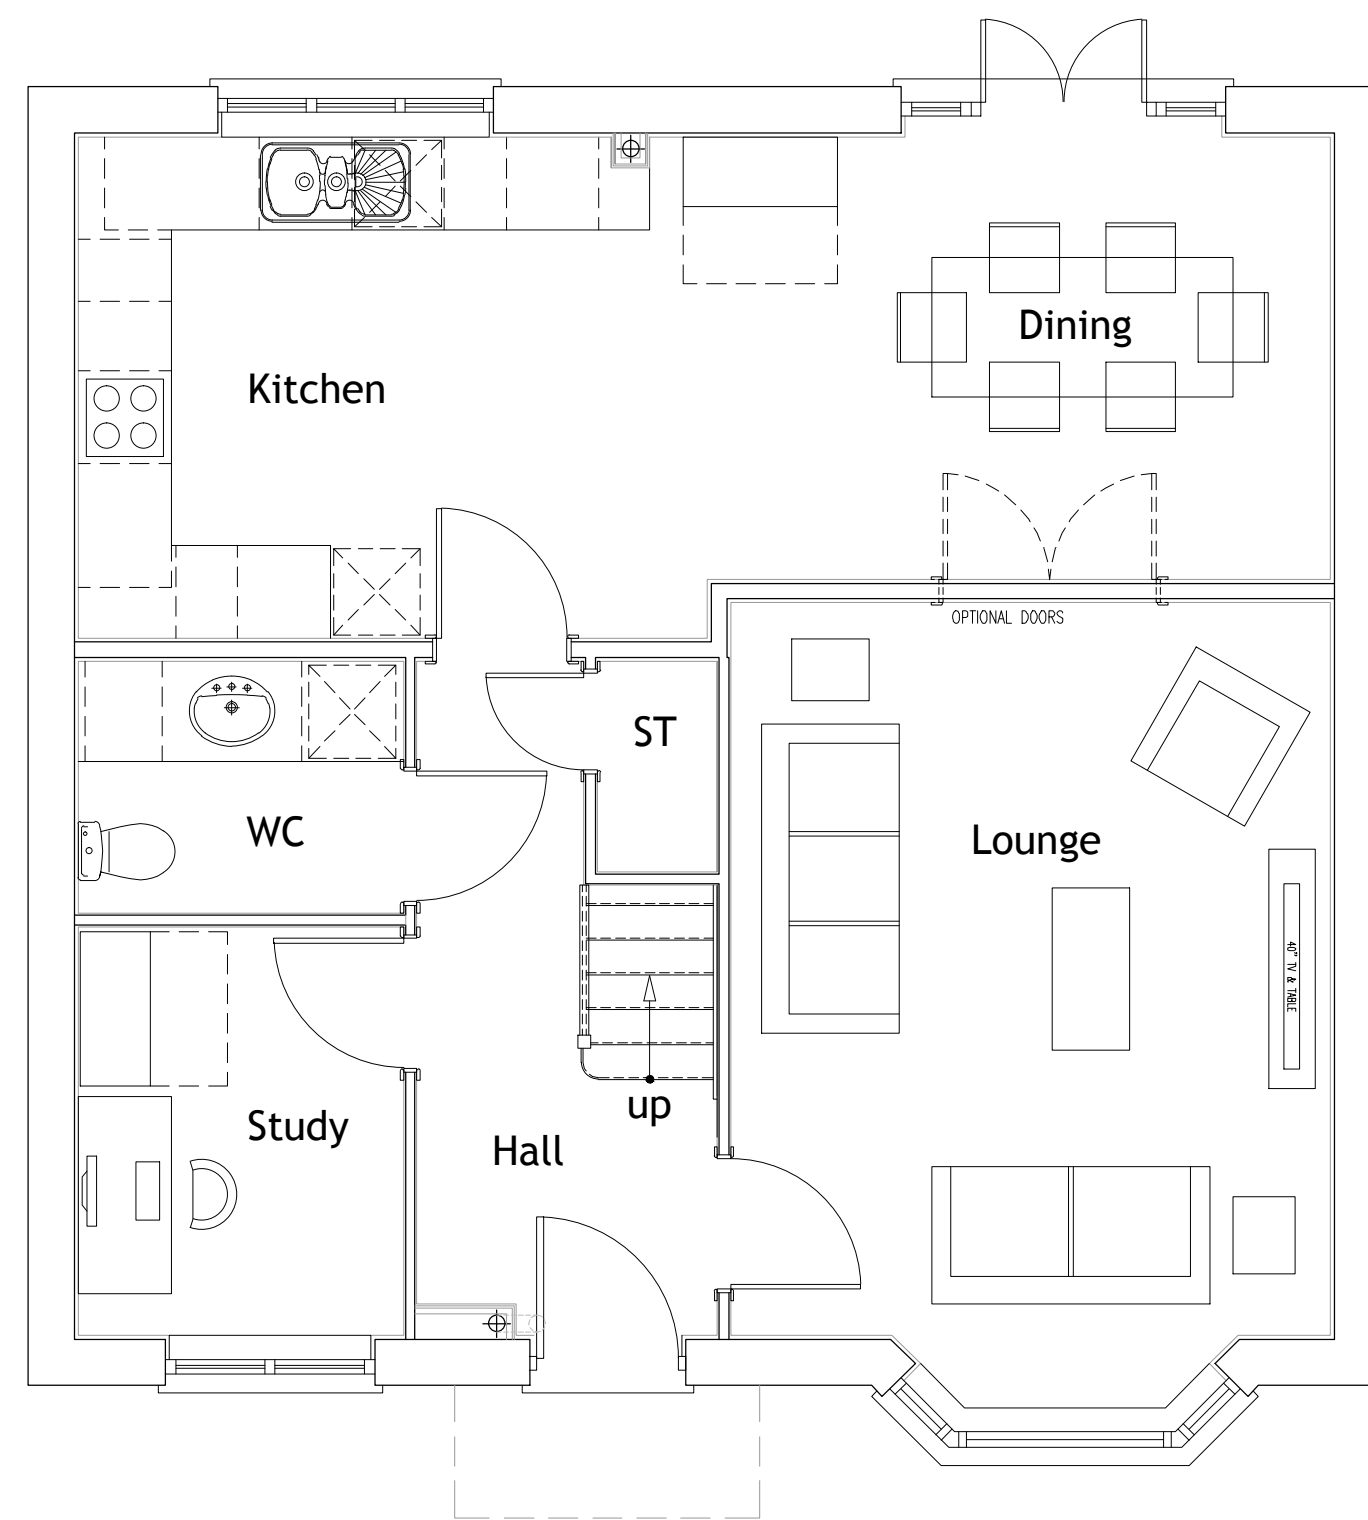 Dining
Kitchen
OPTIONAL DOORS
ST
WC
Lounge
40" TV & TABLE
up
Study
Hall